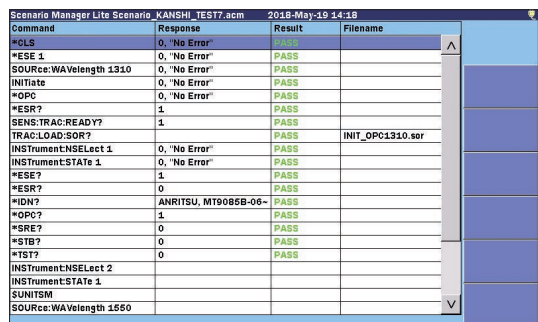 Scenario Manager Lite Scenario_KANSHI_TEST7.acm 2018-May-19 14:18
Command Response Result Filename
*CLS 0, "No Error" PASS
*ESE 1 0, "No Error" PASS
SOURce:WAVelength 1310 0, "No Error" PASS
INITiate 0, "No Error" PASS
*OPC 0, "No Error" PASS
*ESR? 1 PASS
SENS:TRAC:READY? 1 PASS
TRAC:LOAD:SOR? PASS INIT_OPC1310.sor
INSTrument:NSELect 1 0, "No Error" PASS
INSTrument:STATe 1 0, "No Error" PASS
*ESE? 1 PASS
*ESR? 0 PASS
*IDN? ANRITSU, MT9085B-06~ PASS
*OPC? 1 PASS
*SRE? 0 PASS
*STB? 0 PASS
*TST? 0 PASS
INSTrument:NSELect 2
INSTrument:STATe 1
$UNITSM
SOURce:WAVelength 1550